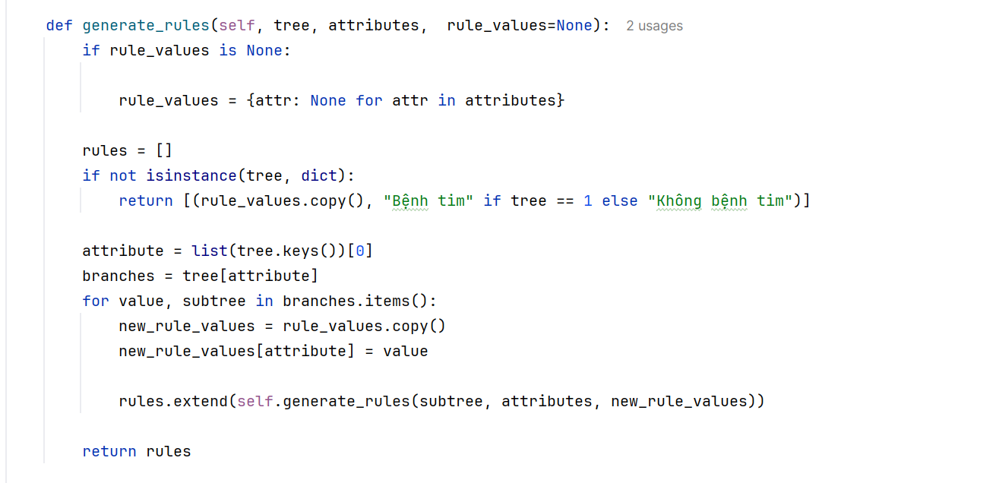 def generate_rules(self, tree, attributes,  rule_values=None):  2 usages
    if rule_values is None:
        rule_values = {attr: None for attr in attributes}
    rules = []
    if not isinstance(tree, dict):
        return [(rule_values.copy(), "Bệnh tim" if tree == 1 else "Không bệnh tim")]
    attribute = list(tree.keys())[0]
    branches = tree[attribute]
    for value, subtree in branches.items():
        new_rule_values = rule_values.copy()
        new_rule_values[attribute] = value
        rules.extend(self.generate_rules(subtree, attributes, new_rule_values))
    return rules